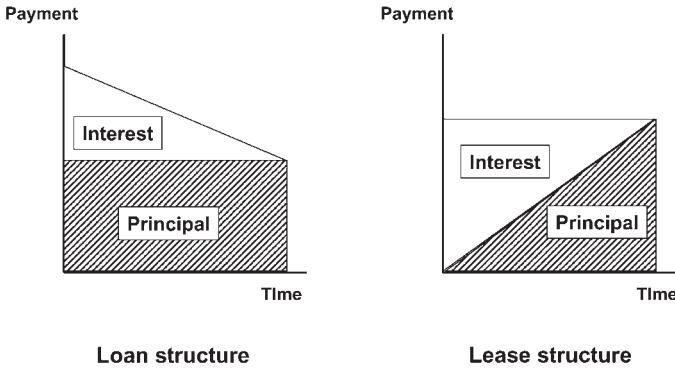 Payment
Interest
Principal
TIme
Loan structure
Payment
Interest
Principal
TIme
Lease structure